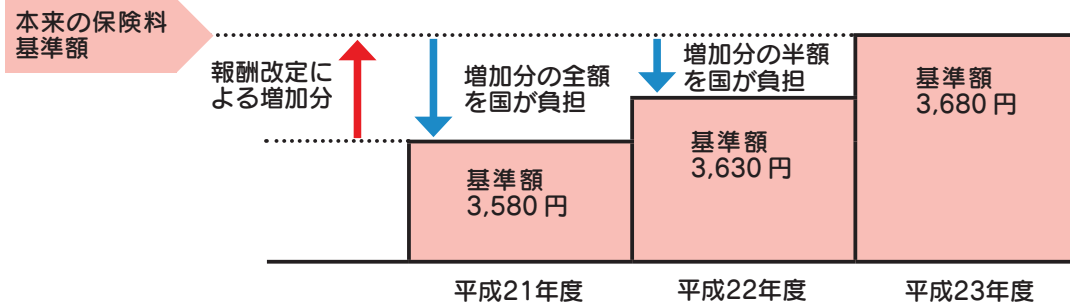 本来の保険料
基準額
報酬改定に
よる増加分
増加分の全額
を国が負担
増加分の半額
を国が負担
基準額
3,580 円
基準額
3,630 円
基準額
3,680 円
平成21年度
平成22年度
平成23年度